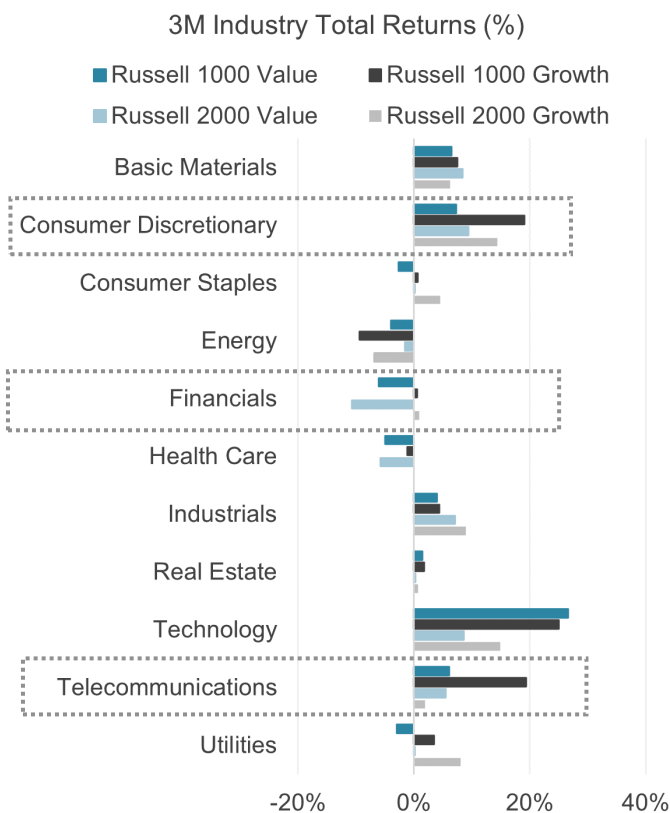 3M Industry Total Returns (%)
Russell 1000 Value Russell 1000 Growth
Russell 2000 Value Russell 2000 Growth
Basic Materials
Consumer Discretionary
Consumer Staples
Energy
Financials
Health Care
Industrials
Real Estate
Technology
Telecommunications
Utilities
-20% 0% 20% 40%